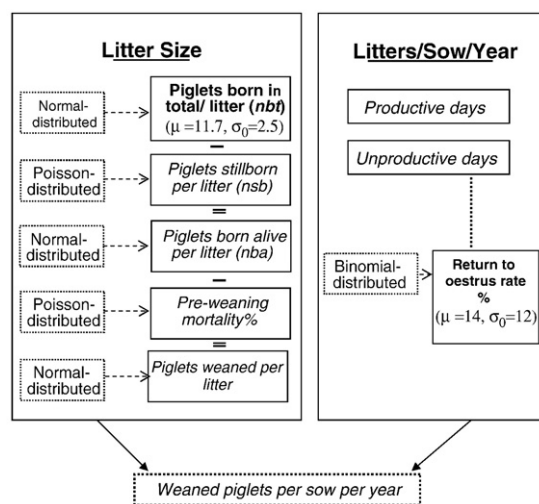 Litter Size
Normal-
distributed
Piglets born in
total/ litter (nbt)
(μ =11.7, σ₀=2.5)
–
Poisson-
distributed
Piglets stillborn
per litter (nsb)
=
Normal-
distributed
Piglets born alive
per litter (nba)
–
Poisson-
distributed
Pre-weaning
mortality%
=
Normal-
distributed
Piglets weaned per
litter
Litters/Sow/Year
Productive days
Unproductive days
Binomial-
distributed
Return to
oestrus rate
%
(μ =14, σ₀=12)
Weaned piglets per sow per year